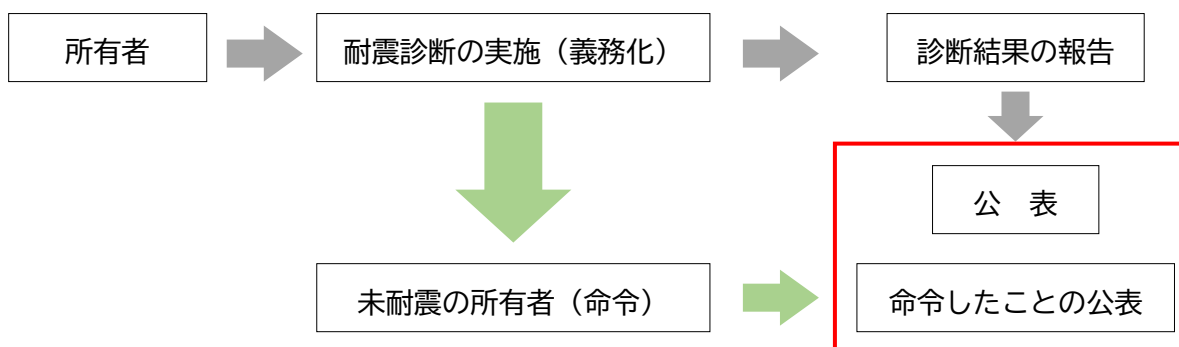 所有者
耐震診断の実施（義務化）
診断結果の報告
公　表
未耐震の所有者（命令）
命令したことの公表